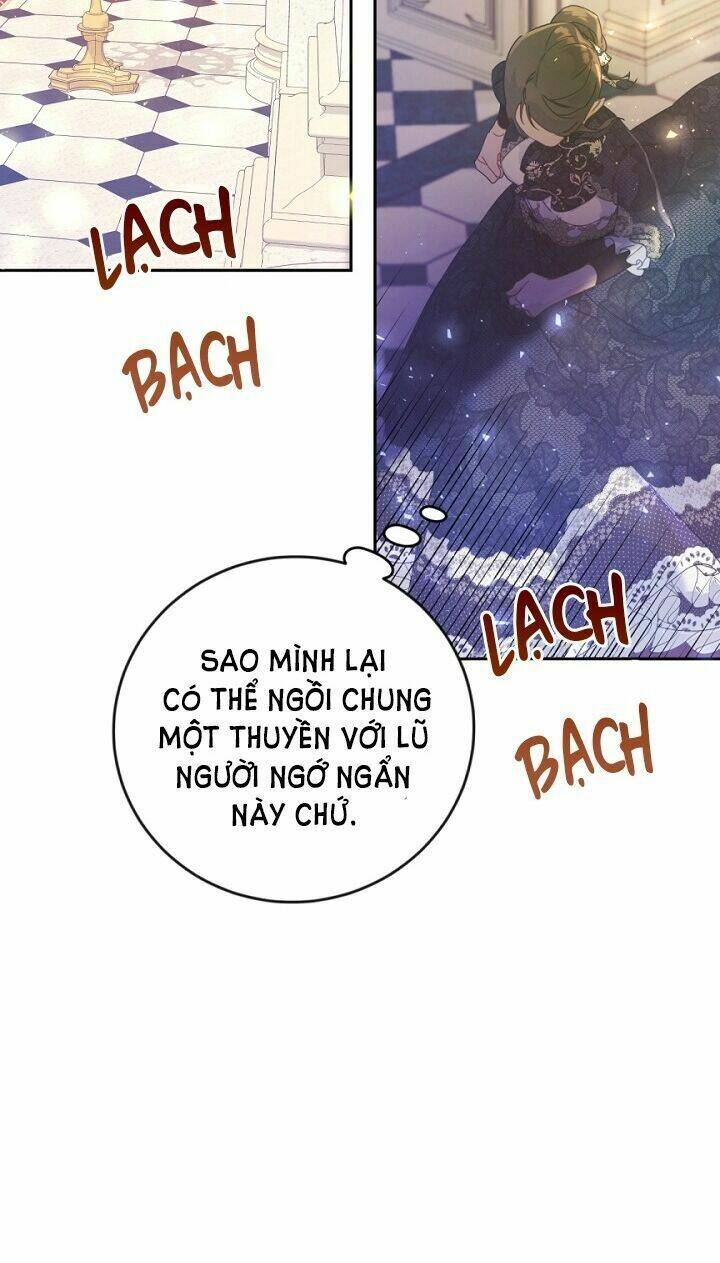 LẠCH
BẠCH
LẠCH
BẠCH
SAO MÌNH LẠI
CÓ THỂ NGỒI CHUNG
MỘT THUYỀN VỚI LŨ
NGƯỜI NGỚ NGẨN
NÀY CHỨ.